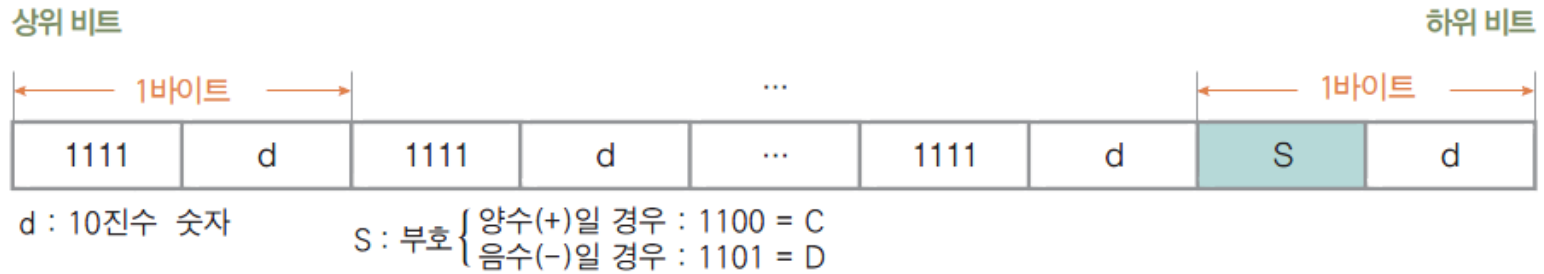 상위 비트 하위 비트
1바이트 … 1바이트
1111 d 1111 d … 1111 d S d
d : 10진수 숫자
S : 부호 { 양수(+)일 경우 : 1100 = C
음수(-)일 경우 : 1101 = D